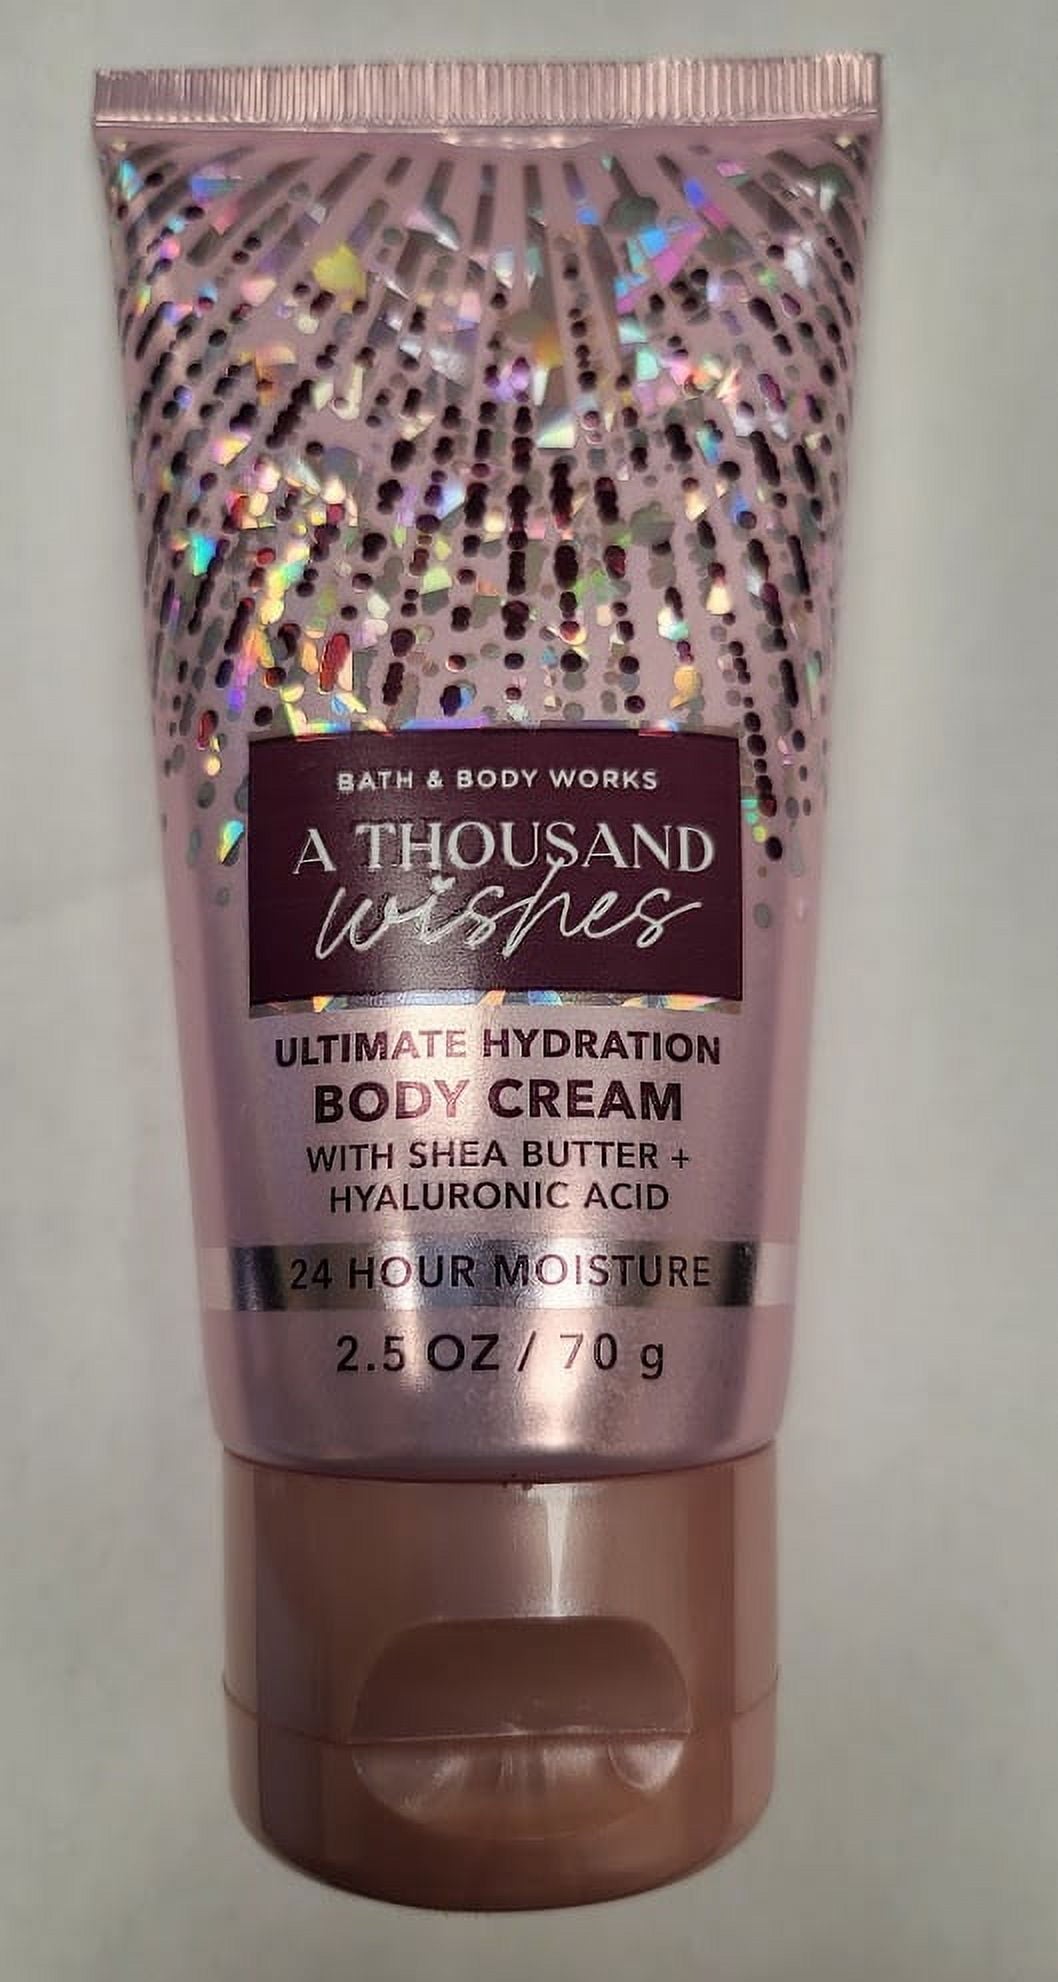 BATH & BODY WORKS
A THOUSAND
wishes
ULTIMATE HYDRATION
BODY CREAM
WITH SHEA BUTTER +
HYALURONIC ACID
24 HOUR MOISTURE
2.5 OZ / 70 g